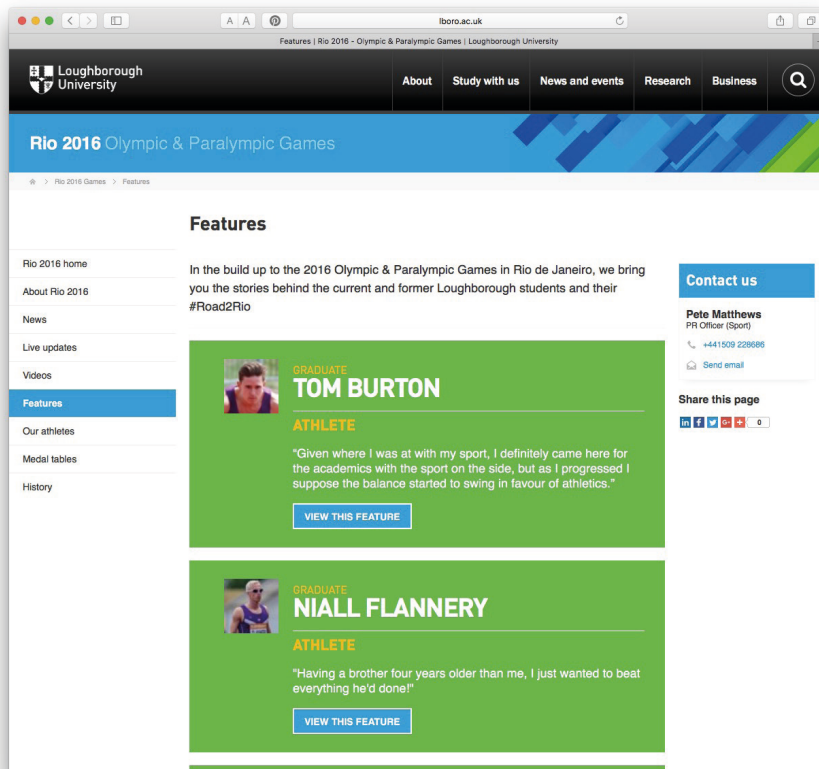 A A
lboro.ac.uk
Features | Rio 2016 - Olympic & Paralympic Games | Loughborough University
Loughborough
University
About Study with us News and events Research Business
Rio 2016 Olympic & Paralympic Games
> Rio 2016 Games > Features
Features
Rio 2016 home
About Rio 2016
News
Live updates
Videos
Features
Our athletes
Medal tables
History
In the build up to the 2016 Olympic & Paralympic Games in Rio de Janeiro, we bring
you the stories behind the current and former Loughborough students and their
#Road2Rio
GRADUATE
TOM BURTON
ATHLETE
"Given where I was at with my sport, I definitely came here for
the academics with the sport on the side, but as I progressed I
suppose the balance started to swing in favour of athletics."
VIEW THIS FEATURE
GRADUATE
NIALL FLANNERY
ATHLETE
"Having a brother four years older than me, I just wanted to beat
everything he'd done!"
VIEW THIS FEATURE
Contact us
Pete Matthews
PR Officer (Sport)
+441509 228686
Send email
Share this page
in f G+ + 0